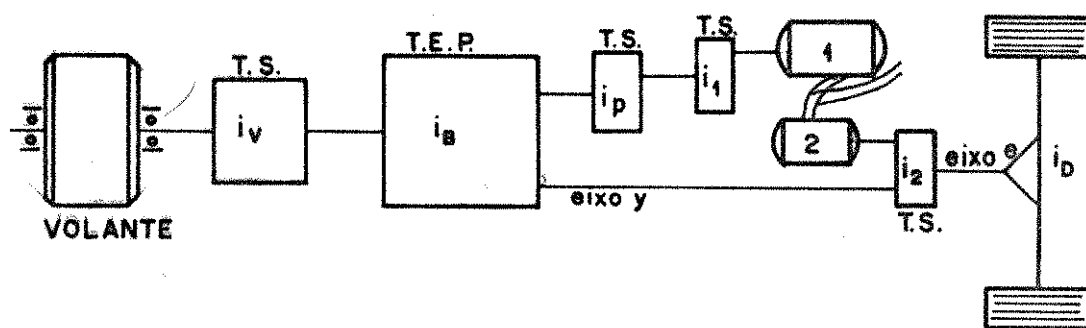 T.S.
T.E.P.
T.S.
T.S.
1
i_V
i_B
i_p
i_1
2
i_2
eixo e
i_D
eixo y
T.S.
VOLANTE